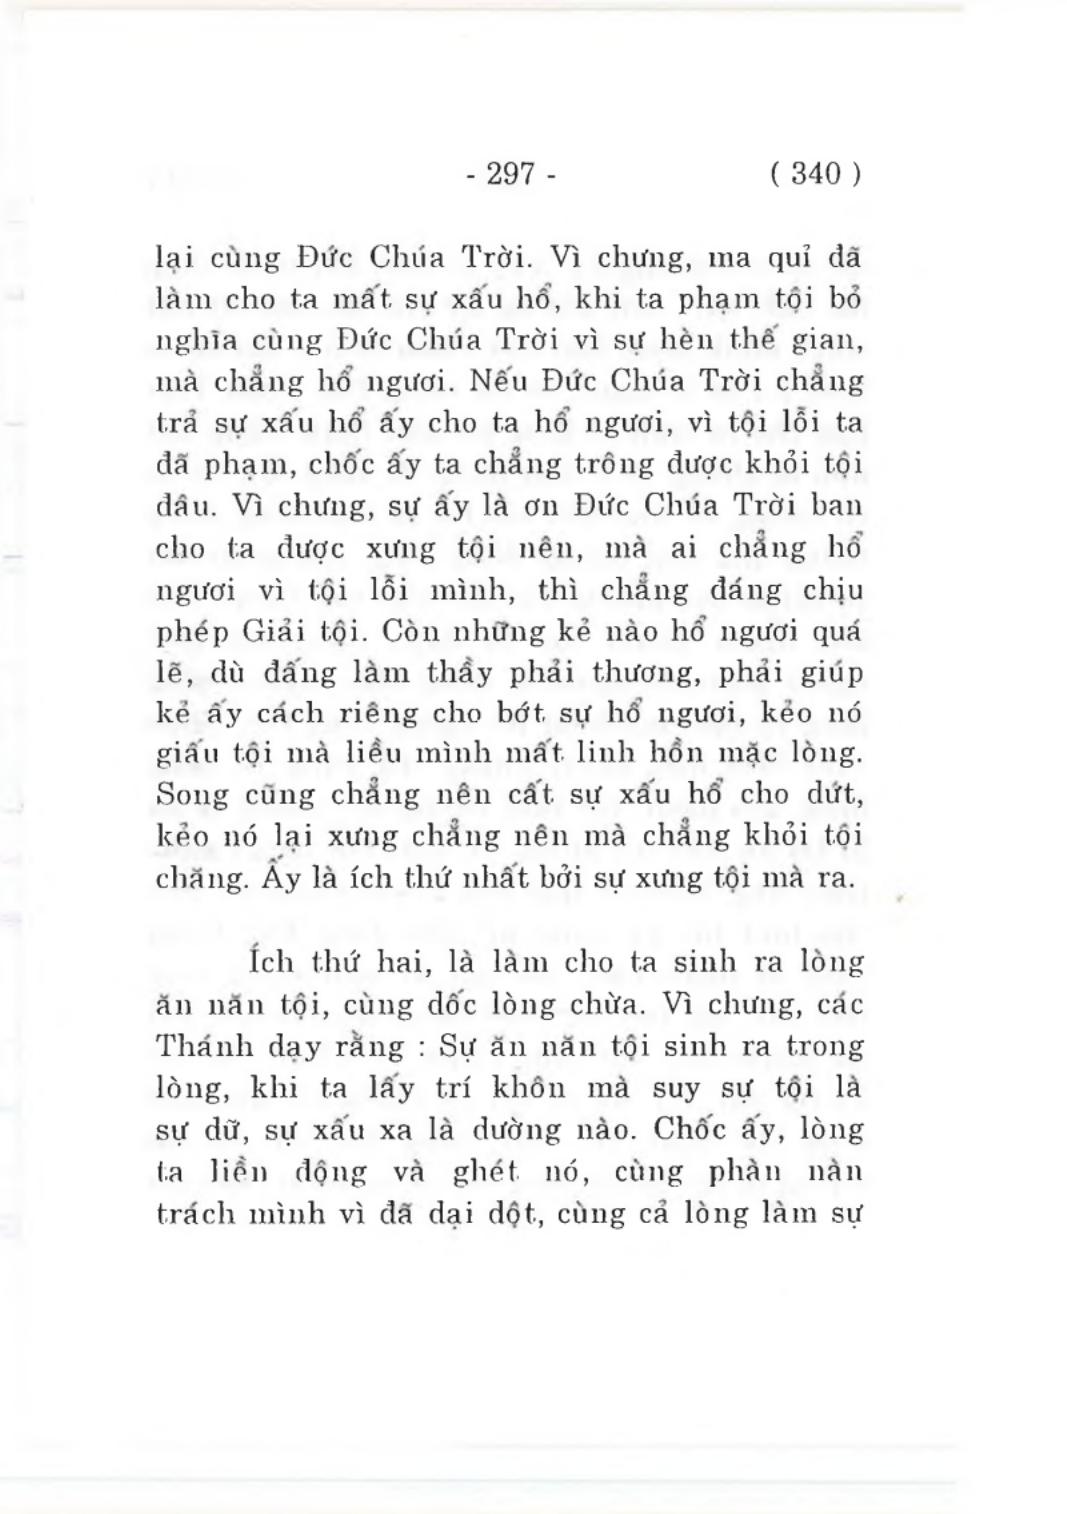 - 297 - ( 340 )
lại cùng Đức Chúa Trời. Vì chưng, ma quỉ đã
làm cho ta mất sự xấu hổ, khi ta phạm tội bỏ
nghĩa cùng Đức Chúa Trời vì sự hèn thế gian,
mà chẳng hổ ngươi. Nếu Đức Chúa Trời chẳng
trả sự xấu hổ ấy cho ta hổ ngươi, vì tội lỗi ta
đã phạm, chốc ấy ta chẳng trông được khỏi tội
đâu. Vì chưng, sự ấy là ơn Đức Chúa Trời ban
cho ta được xưng tội nên, mà ai chẳng hổ
ngươi vì tội lỗi mình, thì chẳng đáng chịu
phép Giải tội. Còn những kẻ nào hổ ngươi quá
lẽ, dù đấng làm thầy phải thương, phải giúp
kẻ ấy cách riêng cho bớt sự hổ ngươi, kẻo nó
giấu tội mà liều mình mất linh hồn mặc lòng.
Song cũng chẳng nên cất sự xấu hổ cho dứt,
kẻo nó lại xưng chẳng nên mà chẳng khỏi tội
chăng. Ấy là ích thứ nhất bởi sự xưng tội mà ra.
Ích thứ hai, là làm cho ta sinh ra lòng
ăn năn tội, cùng dốc lòng chừa. Vì chưng, các
Thánh dạy rằng : Sự ăn năn tội sinh ra trong
lòng, khi ta lấy trí khôn mà suy sự tội là
sự dữ, sự xấu xa là dường nào. Chốc ấy, lòng
ta liền động và ghét nó, cùng phàn nàn
trách mình vì đã dại dột, cùng cả lòng làm sự